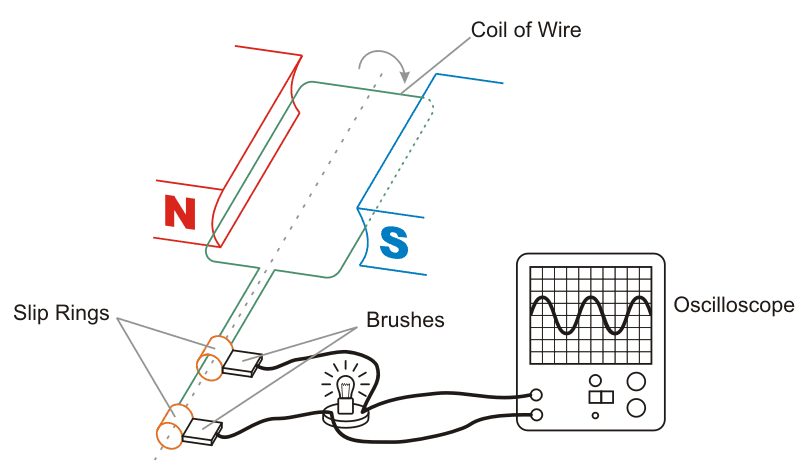 Coil of Wire
N
S
Slip Rings
Brushes
Oscilloscope